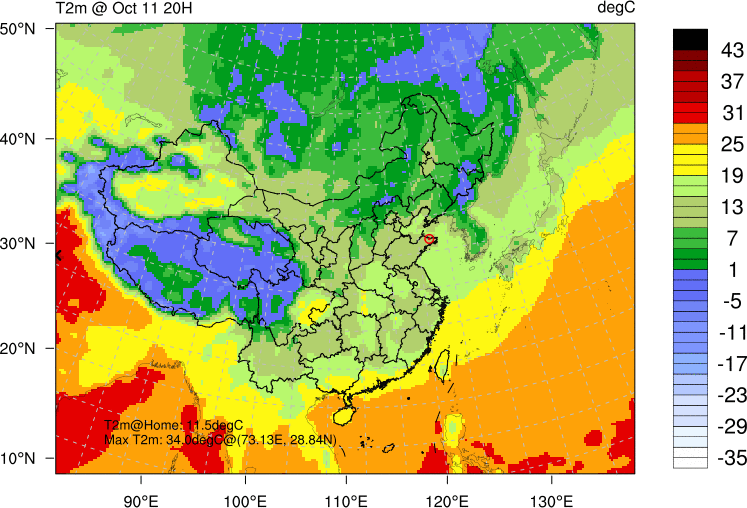 T2m @ Oct 11 20H
degC
50°N
40°N
30°N
20°N
10°N
90°E
100°E
110°E
120°E
130°E
T2m@Home: 11.5degC
Max T2m: 34.0degC@(73.13E, 28.84N)
43
37
31
25
19
13
7
1
-5
-11
-17
-23
-29
-35